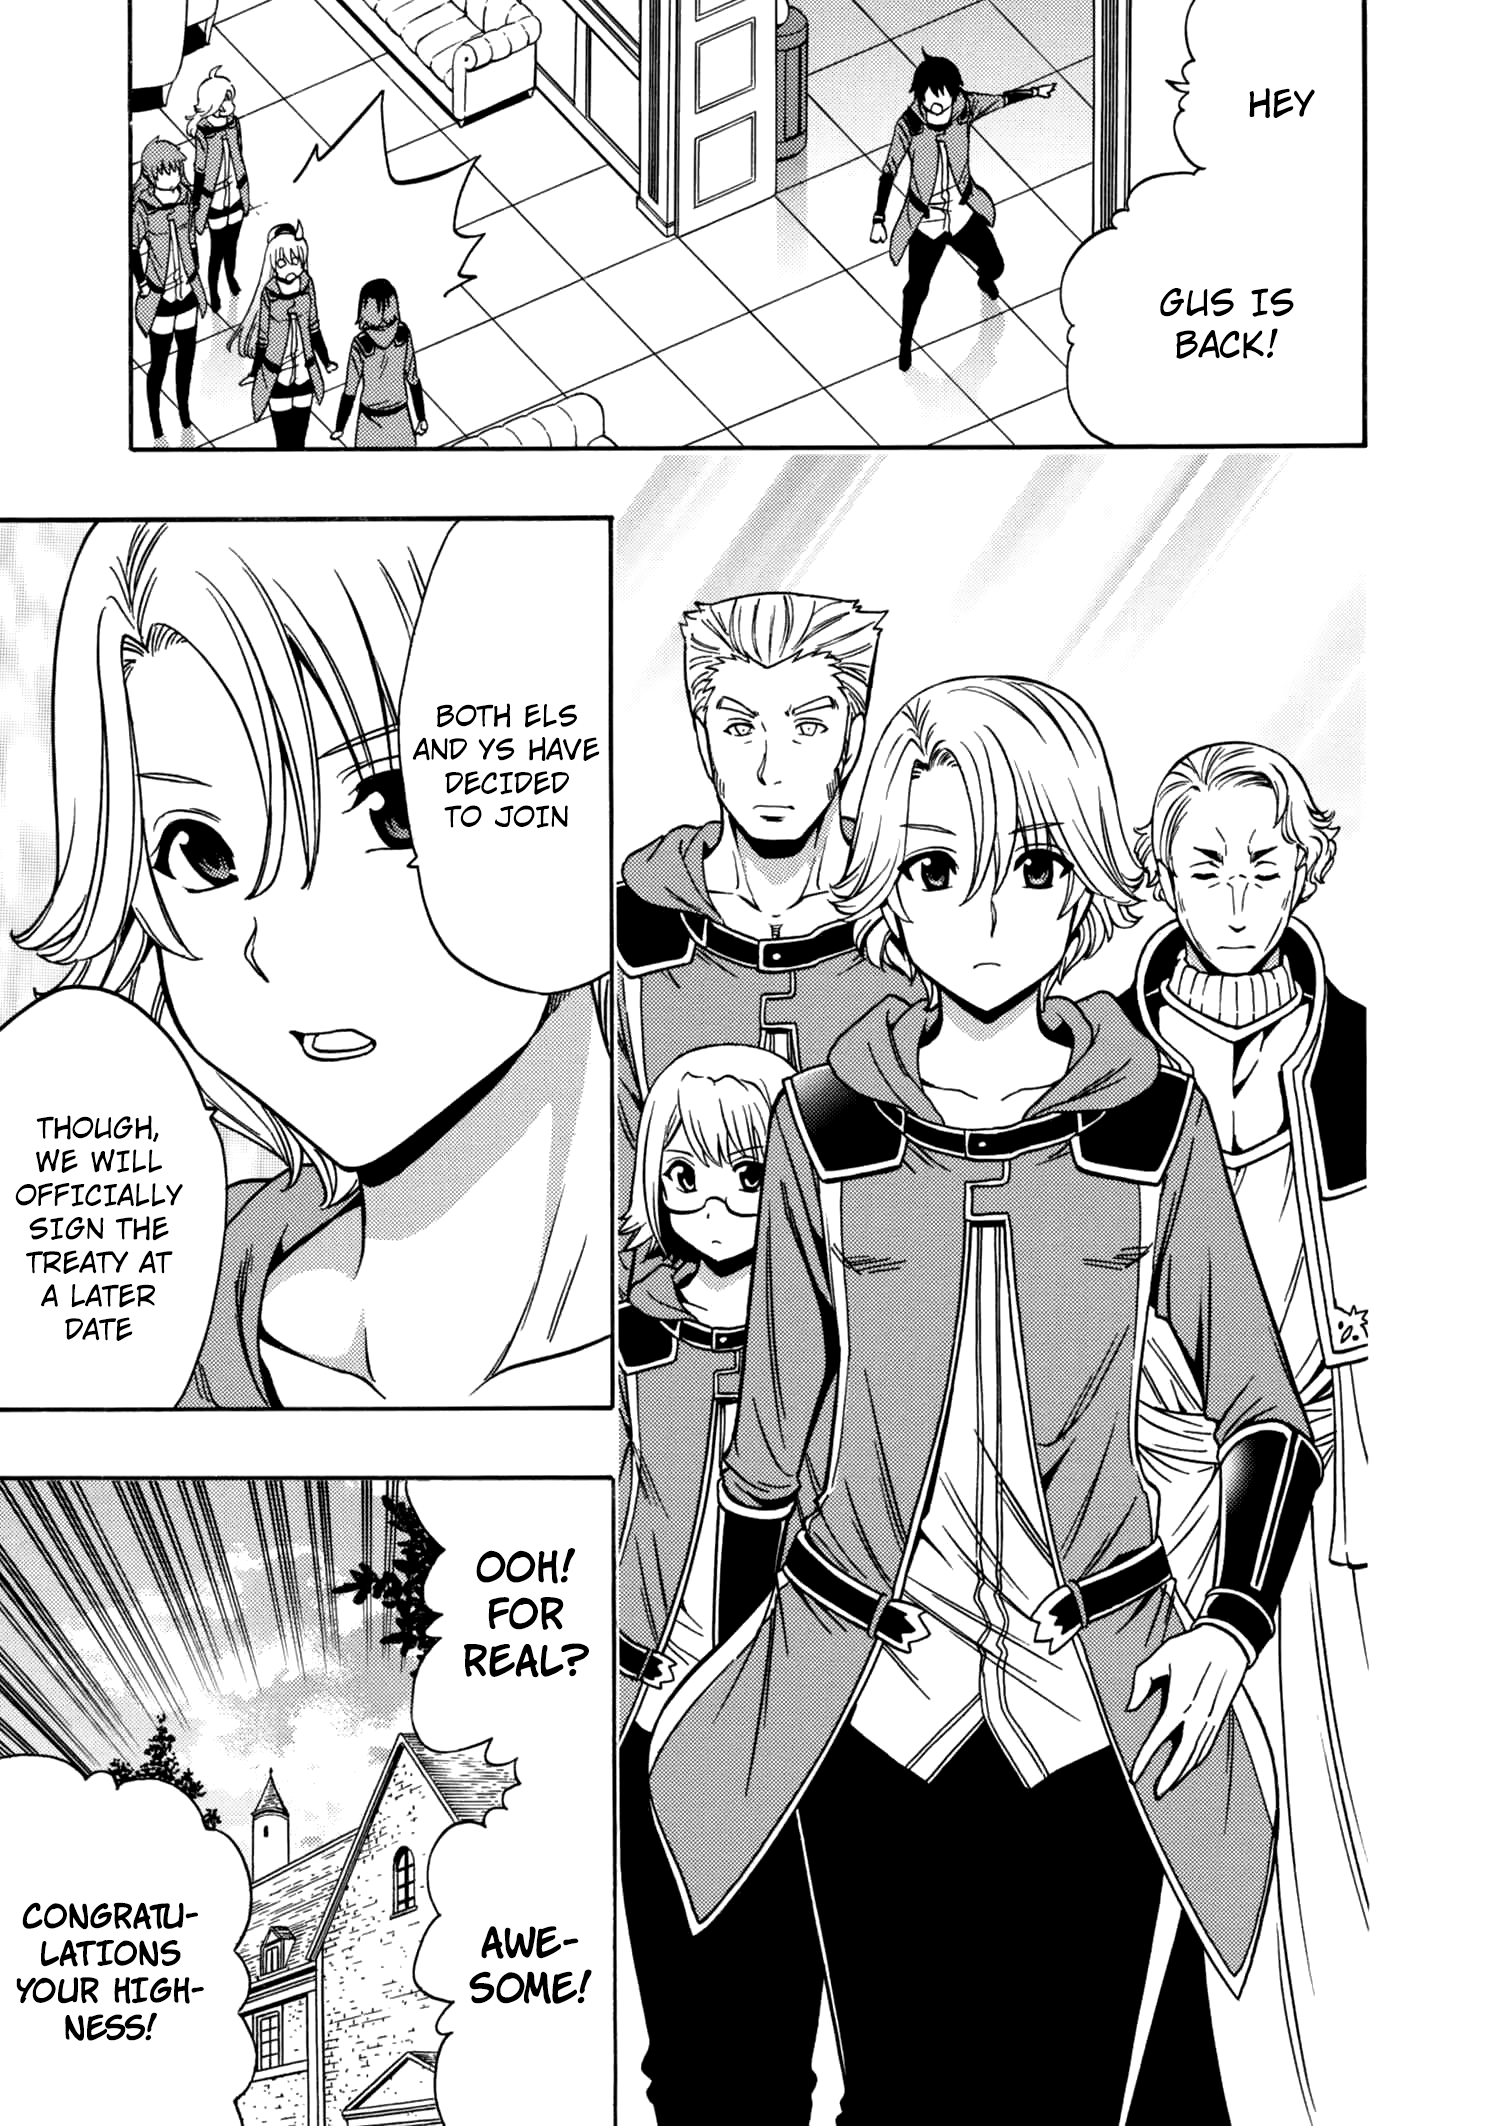 HEY
GUS IS
BACK!
BOTH ELS
AND YS HAVE
DECIDED
TO JOIN
THOUGH,
WE WILL
OFFICIALLY
SIGN THE
TREATY AT
A LATER
DATE
OOH!
FOR
REAL?
AWE-
SOME!
CONGRATU-
LATIONS
YOUR HIGH-
NESS!